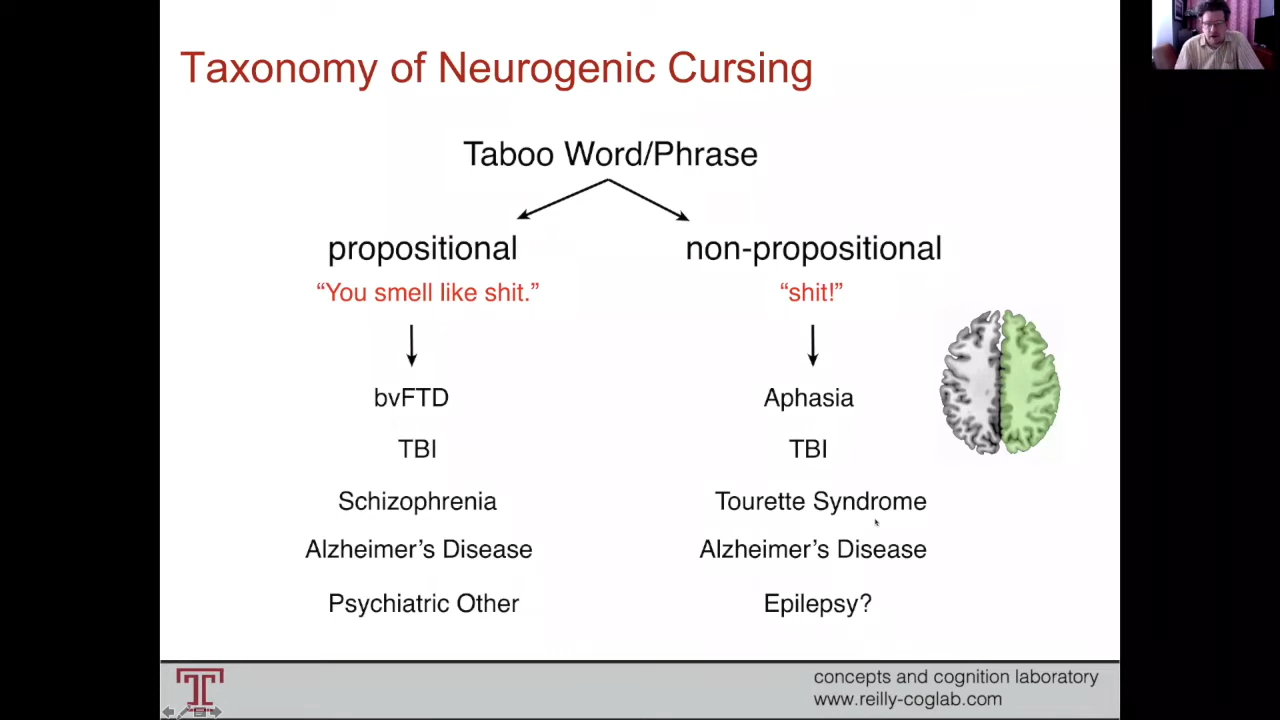 Taxonomy of Neurogenic Cursing
Taboo Word/Phrase
propositional
non-propositional
“You smell like shit.”
“shit!”
bvFTD
Aphasia
TBI
TBI
Schizophrenia
Tourette Syndrome
Alzheimer’s Disease
Alzheimer’s Disease
Psychiatric Other
Epilepsy?
concepts and cognition laboratory
www.reilly-coglab.com